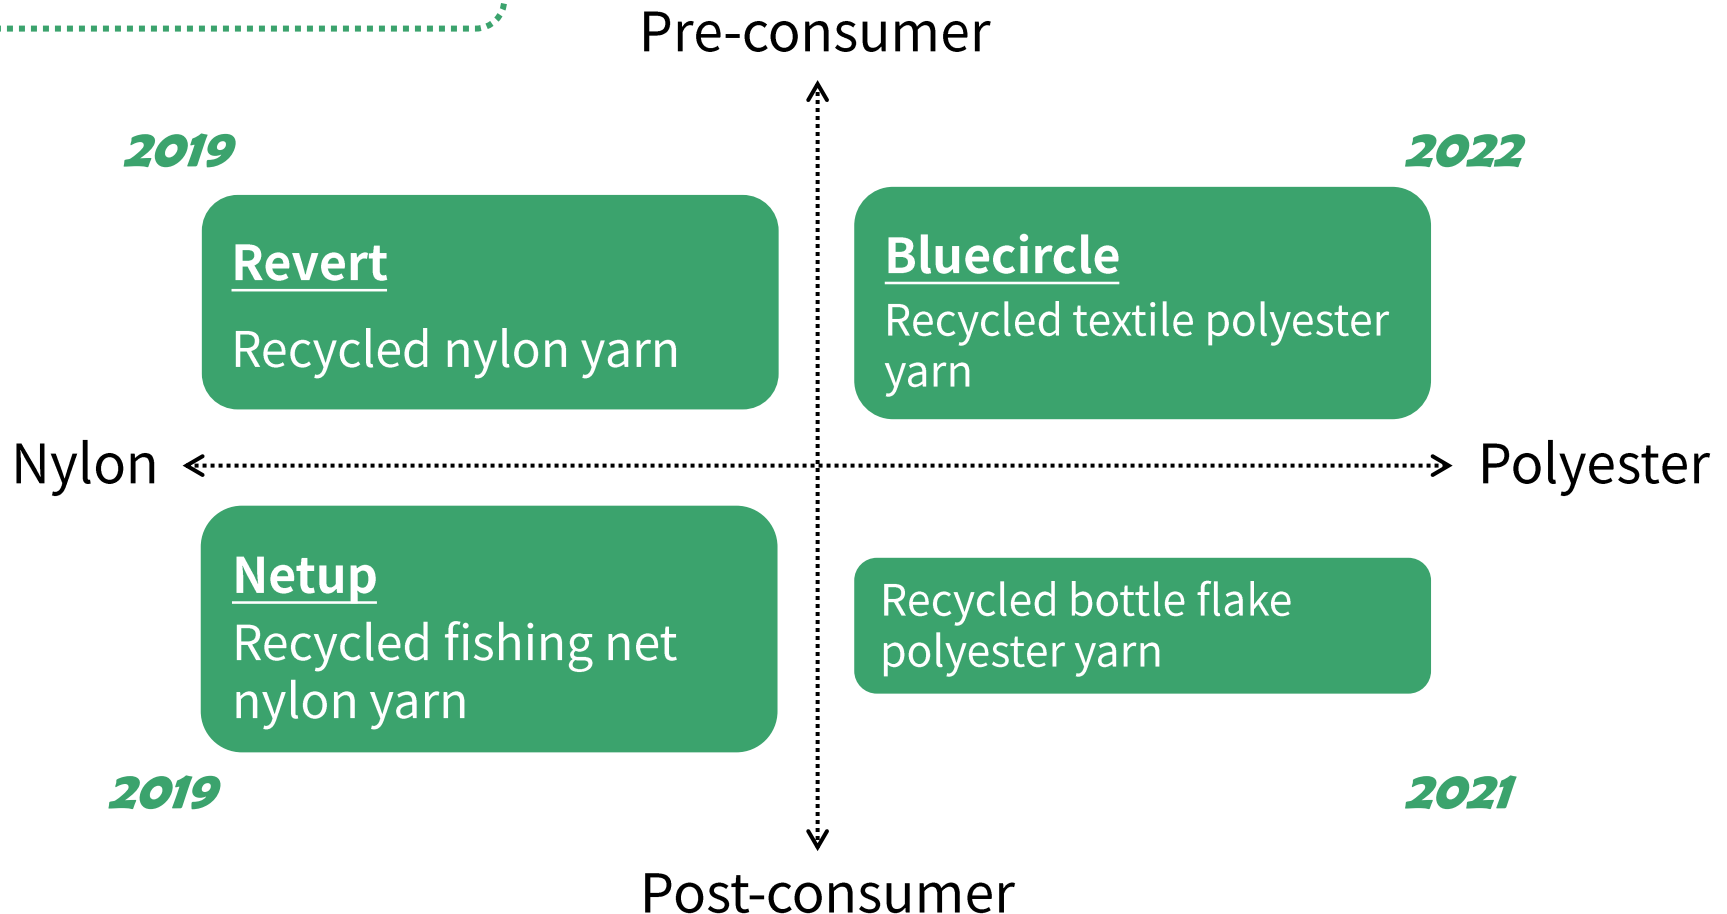 Pre-consumer
2019
2022
Revert
Recycled nylon yarn
Bluecircle
Recycled textile polyester
yarn
Nylon
Polyester
Netup
Recycled fishing net
nylon yarn
Recycled bottle flake
polyester yarn
2019
2021
Post-consumer